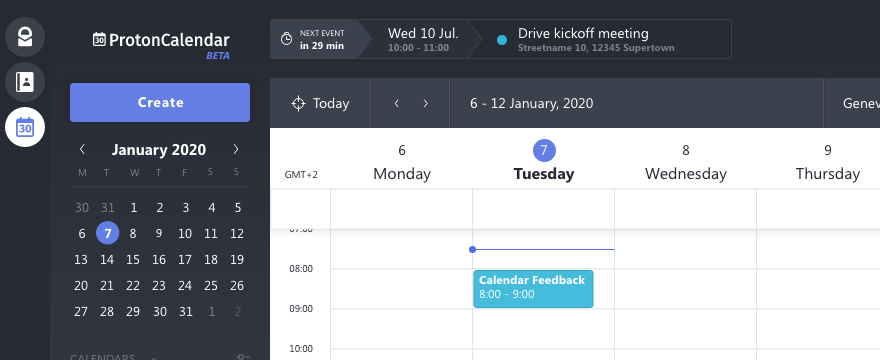 30 ProtonCalendar
BETA
NEXT EVENT
in 29 min
Wed 10 Jul.
10:00 - 11:00
Drive kickoff meeting
Streetname 10, 12345 Supertown
30
Create
January 2020
M T W T F S S
30 31 1 2 3 4 5
6 7 8 9 10 11 12
13 14 15 16 17 18 19
20 21 22 23 24 25 26
27 28 29 30 31 1 2
CALENDARS
Today
6 - 12 January, 2020
Genev
GMT+2
6 7 8 9
Monday Tuesday Wednesday Thursday
07:00
08:00
Calendar Feedback
8:00 - 9:00
09:00
10:00